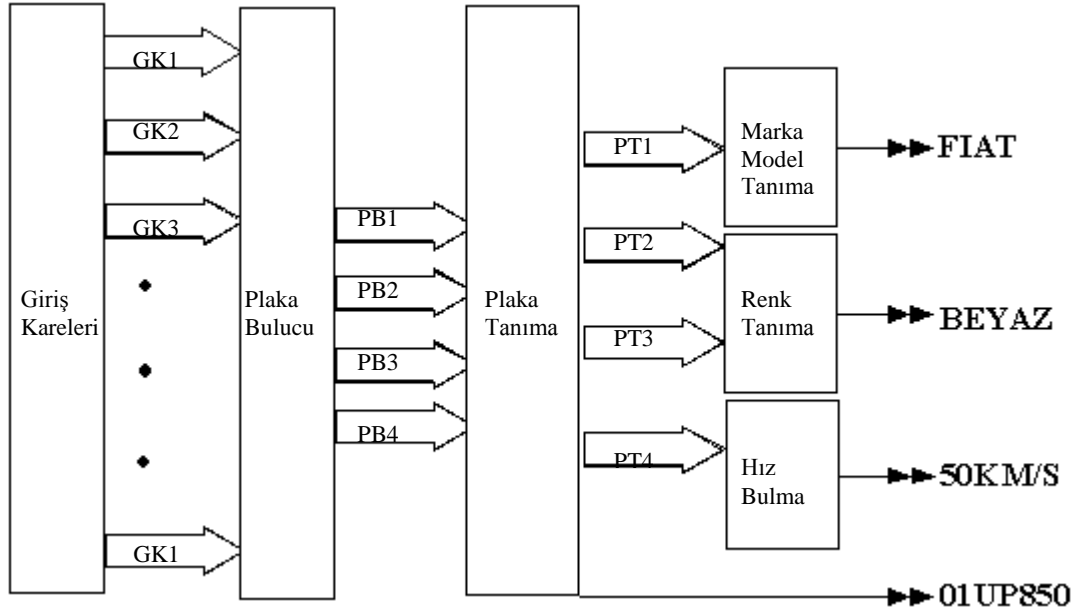 Giriş
Kareleri
GK1
GK2
GK3
GK1
Plaka
Bulucu
PB1
PB2
PB3
PB4
Plaka
Tanıma
PT1
PT2
PT3
PT4
Marka
Model
Tanıma
Renk
Tanıma
Hız
Bulma
FIAT
BEYAZ
50KM/S
01UP850